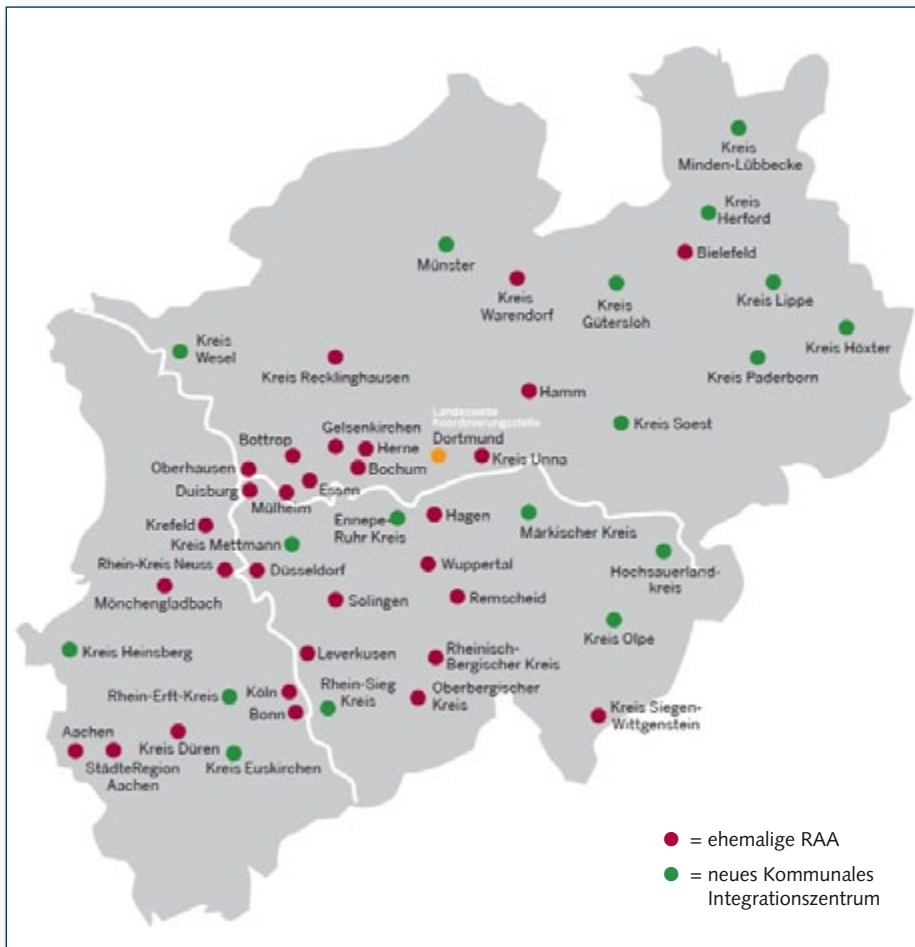 Kreis
Minden-Lübbecke
Kreis
Herford
Bielefeld
Münster
Kreis
Warendorf
Kreis
Gütersloh
Kreis Lippe
Kreis Höxter
Kreis
Wesel
Kreis Recklinghausen
Kreis Paderborn
Hamm
Kreis Soest
Landesweite
Koordinierungsstelle
Dortmund
Gelsenkirchen
Bottrop
Herne
Kreis Unna
Oberhausen
Bochum
Duisburg
Essen
Mülheim
Krefeld
Ennepe-
Ruhr Kreis
Hagen
Märkischer Kreis
Kreis Mettmann
Rhein-Kreis Neuss
Düsseldorf
Wuppertal
Hochsauerland-
kreis
Mönchengladbach
Solingen
Remscheid
Kreis Olpe
Kreis Heinsberg
Leverkusen
Rheinisch-
Bergischer Kreis
Rhein-Erft-Kreis
Köln
Rhein-Sieg
Kreis
Oberbergischer
Kreis
Bonn
Kreis Siegen-
Wittgenstein
Aachen
Kreis Düren
StädteRegion
Aachen
Kreis Euskirchen
= ehemalige RAA
= neues Kommunales
Integrationszentrum